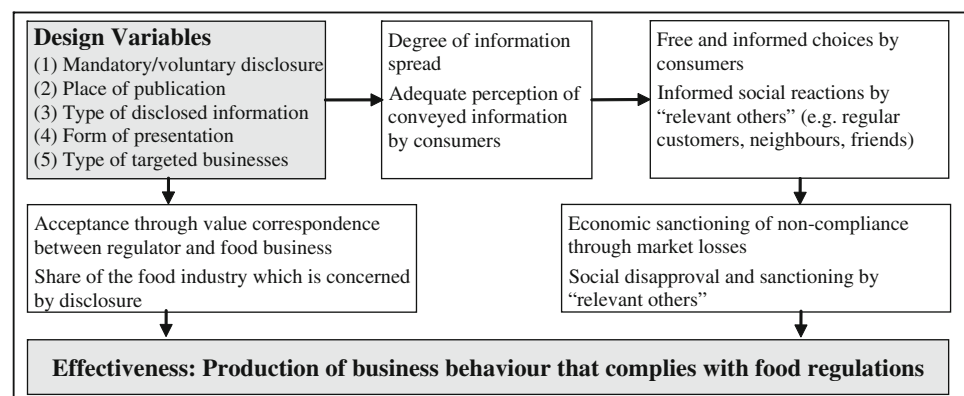 Design Variables
(1) Mandatory/voluntary disclosure
(2) Place of publication
(3) Type of disclosed information
(4) Form of presentation
(5) Type of targeted businesses
Degree of information
spread
Adequate perception of
conveyed information
by consumers
Free and informed choices by
consumers
Informed social reactions by
“relevant others” (e.g. regular
customers, neighbours, friends)
Acceptance through value correspondence
between regulator and food business
Share of the food industry which is concerned
by disclosure
Economic sanctioning of non-compliance
through market losses
Social disapproval and sanctioning by
“relevant others”
Effectiveness: Production of business behaviour that complies with food regulations